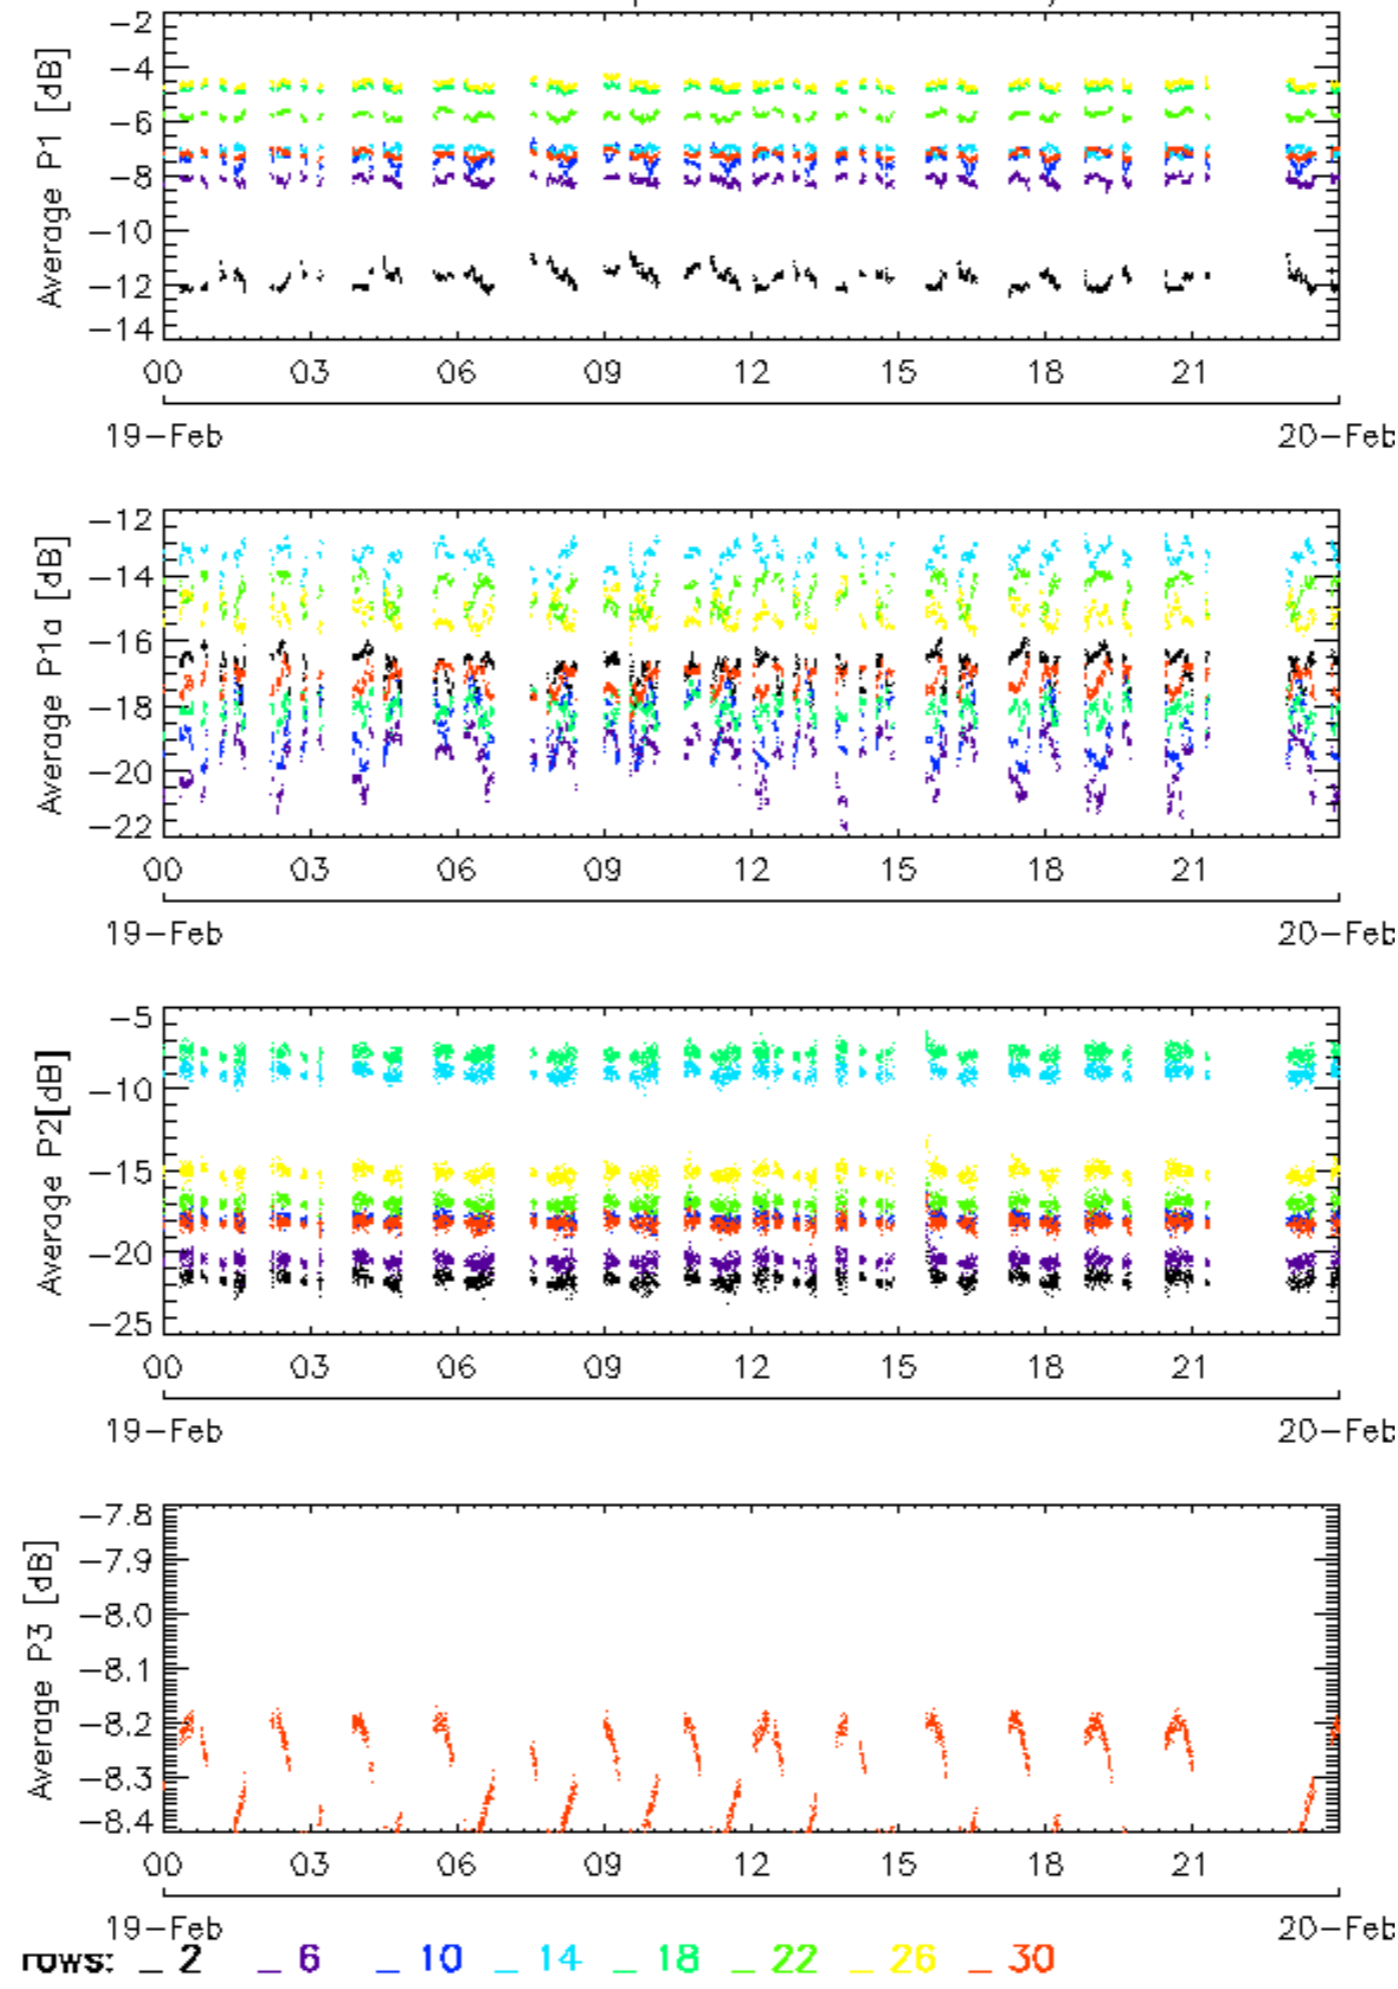 Average P1 [dB]
-2
-4
-6
-8
-10
-12
-14
00 03 06 09 12 15 18 21
19-Feb 20-Feb
Average P1a [dB]
-12
-14
-16
-18
-20
-22
00 03 06 09 12 15 18 21
19-Feb 20-Feb
Average P2[dB]
-5
-10
-15
-20
-25
00 03 06 09 12 15 18 21
19-Feb 20-Feb
Average P3 [dB]
-7.8
-7.9
-8.0
-8.1
-8.2
-8.3
-8.4
00 03 06 09 12 15 18 21
19-Feb 20-Feb
rows: _ 2 _ 6 _ 10 _ 14 _ 18 _ 22 _ 26 _ 30